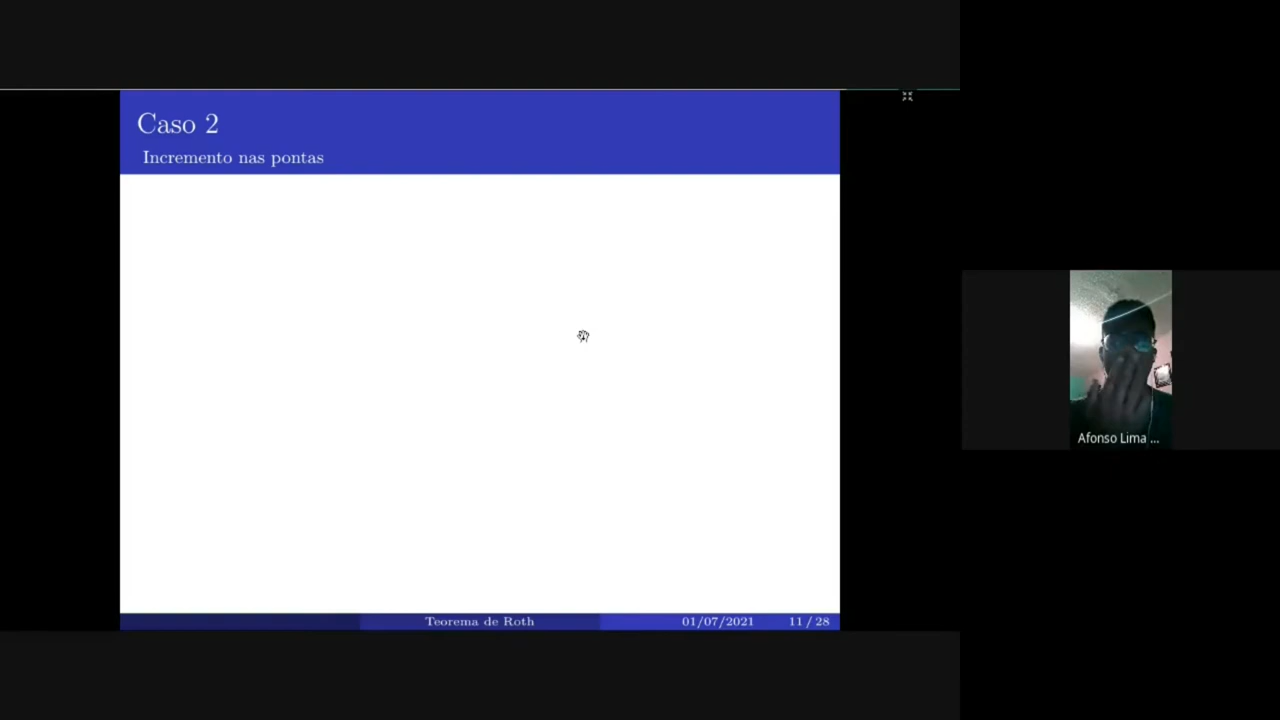 Caso 2
Incremento nas pontas
Afonso Lima ...
Teorema de Roth
01/07/2021
11 / 28